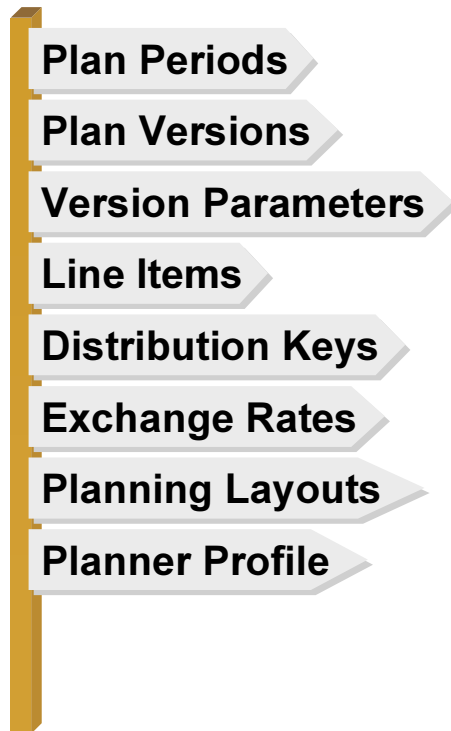 Plan Periods
Plan Versions
Version Parameters
Line Items
Distribution Keys
Exchange Rates
Planning Layouts
Planner Profile